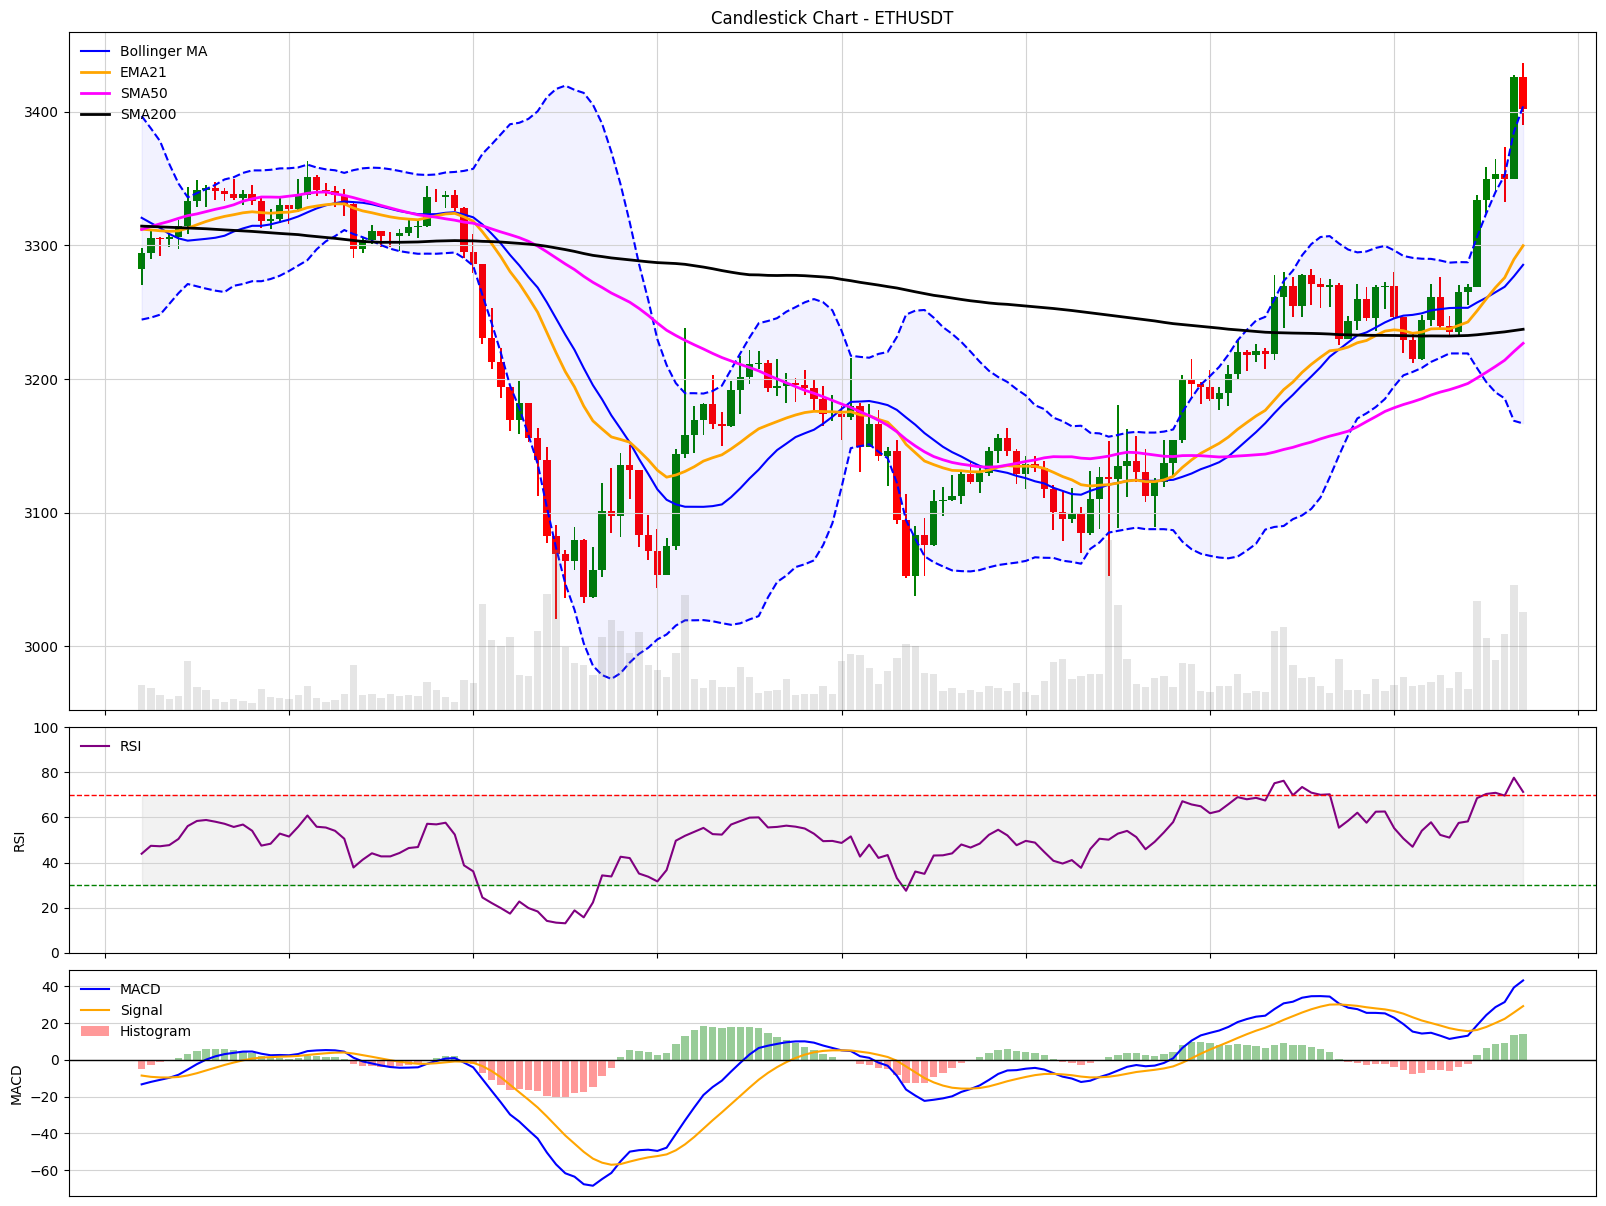 Candlestick Chart - ETHUSDT
Bollinger MA
EMA21
SMA50
SMA200
3400
3300
3200
3100
3000
RSI
100
80
60
40
20
0
RSI
MACD
Signal
Histogram
40
20
0
−20
−40
−60
MACD